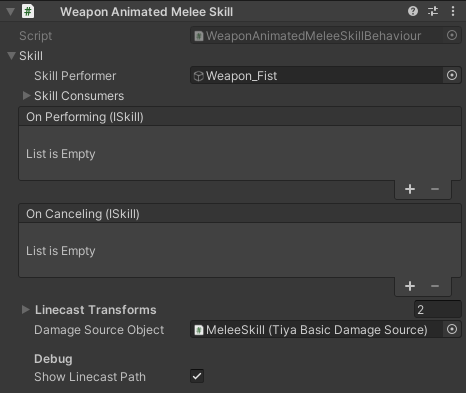 Weapon Animated Melee Skill
Script
WeaponAnimatedMeleeSkillBehaviour
Skill
Skill Performer
Weapon_Fist
Skill Consumers
On Performing (ISkill)
List is Empty
+ −
On Canceling (ISkill)
List is Empty
+ −
Linecast Transforms
2
Damage Source Object
MeleeSkill (Tiya Basic Damage Source)
Debug
Show Linecast Path